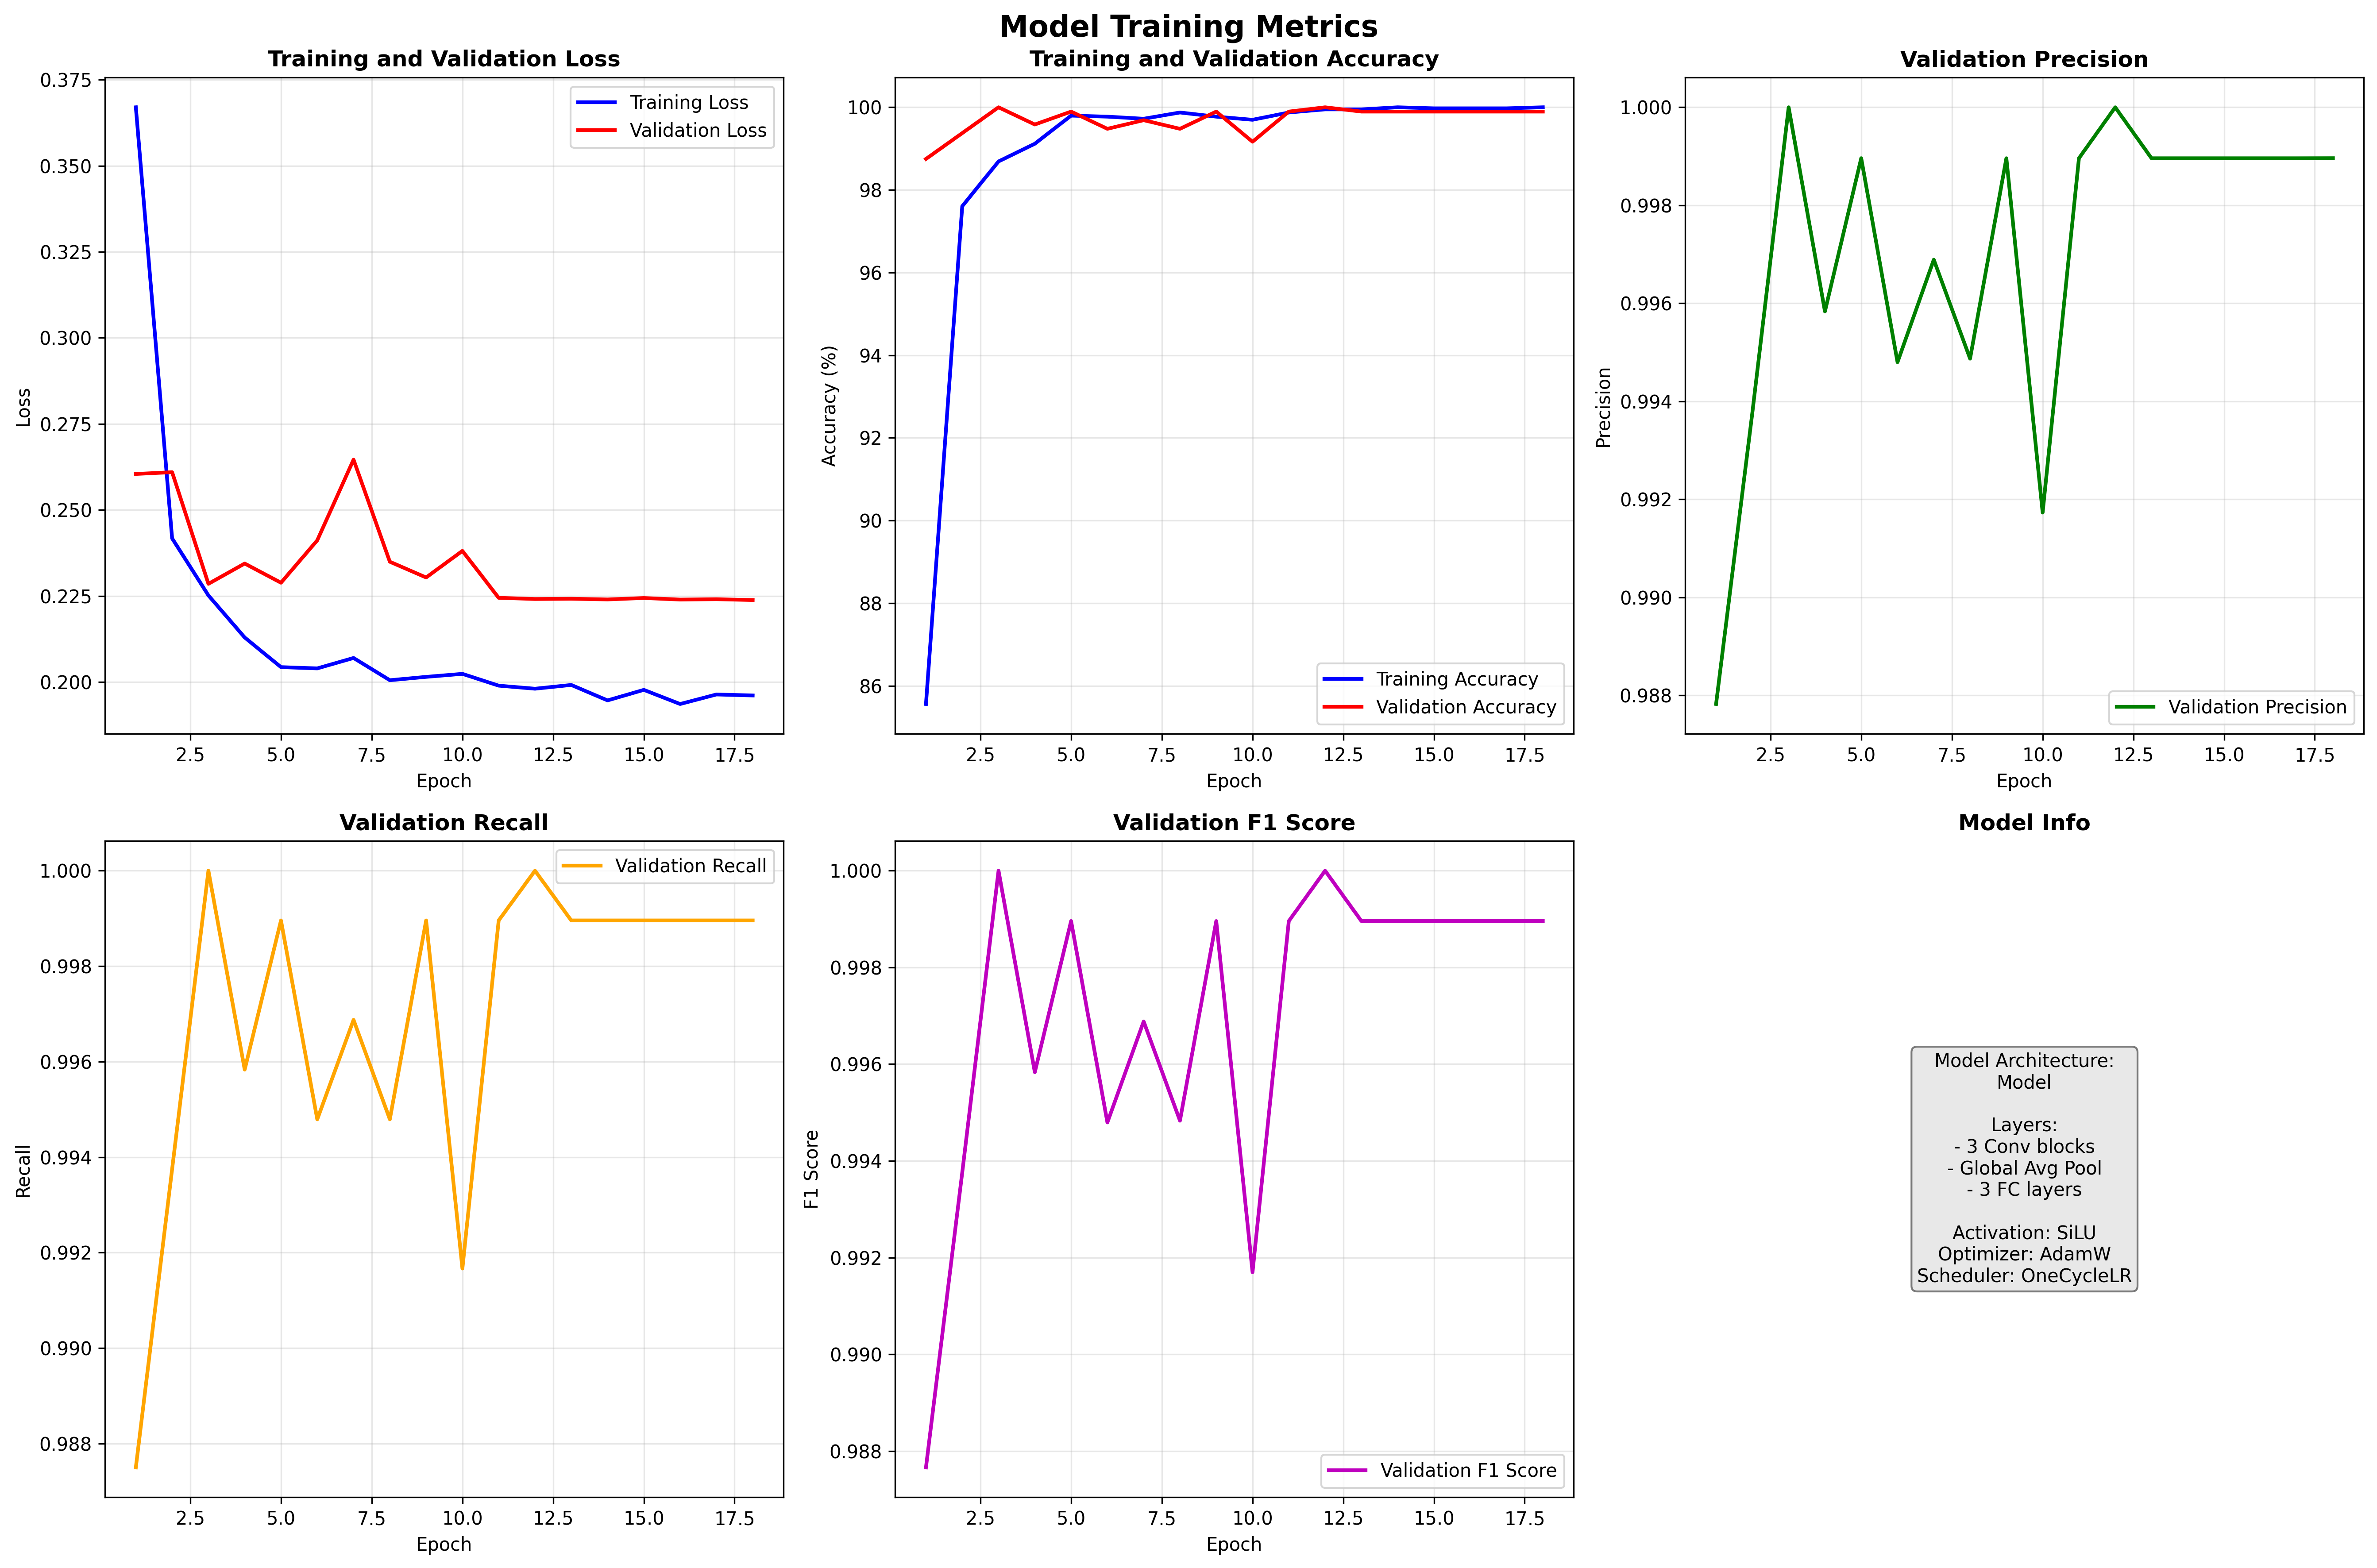 Model Training Metrics
Training and Validation Loss
0.375
0.350
0.325
0.300
0.275
0.250
0.225
0.200
Loss
Training Loss
Validation Loss
2.5 5.0 7.5 10.0 12.5 15.0 17.5
Epoch
Training and Validation Accuracy
100
98
96
94
92
90
88
86
Accuracy (%)
Training Accuracy
Validation Accuracy
2.5 5.0 7.5 10.0 12.5 15.0 17.5
Epoch
Validation Precision
1.000
0.998
0.996
0.994
0.992
0.990
0.988
Precision
Validation Precision
2.5 5.0 7.5 10.0 12.5 15.0 17.5
Epoch
Validation Recall
1.000
0.998
0.996
0.994
0.992
0.990
0.988
Recall
Validation Recall
2.5 5.0 7.5 10.0 12.5 15.0 17.5
Epoch
Validation F1 Score
1.000
0.998
0.996
0.994
0.992
0.990
0.988
F1 Score
Validation F1 Score
2.5 5.0 7.5 10.0 12.5 15.0 17.5
Epoch
Model Info
Model Architecture:
Model
Layers:
- 3 Conv blocks
- Global Avg Pool
- 3 FC layers
Activation: SiLU
Optimizer: AdamW
Scheduler: OneCycleLR